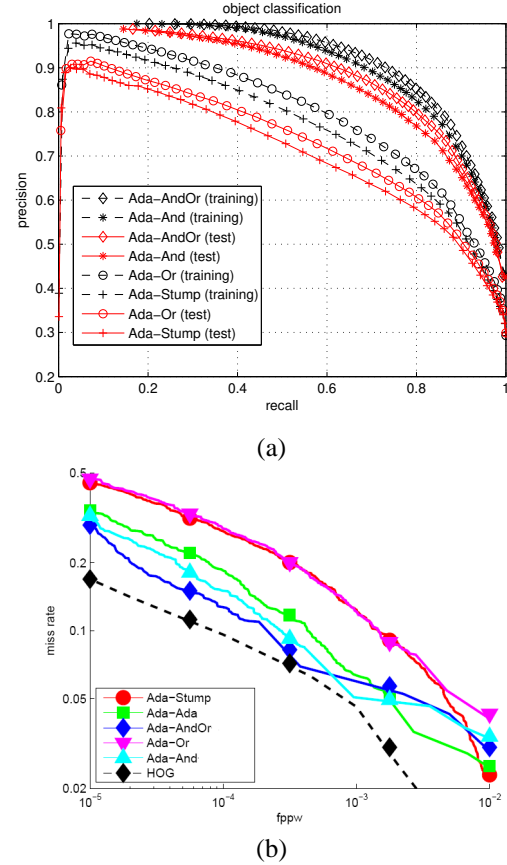 object classification
1
0.9
0.8
0.7
0.6
0.5
0.4
0.3
0.2
precision
Ada−AndOr (training)
Ada−And (training)
Ada−AndOr (test)
Ada−And (test)
Ada−Or (training)
Ada−Stump (training)
Ada−Or (test)
Ada−Stump (test)
0 0.2 0.4 0.6 0.8 1
recall
(a)
0.5
0.2
0.1
0.05
0.02
miss rate
Ada−Stump
Ada−Ada
Ada−AndOr
Ada−Or
Ada−And
HOG
10−5 10−4 10−3 10−2
fppw
(b)